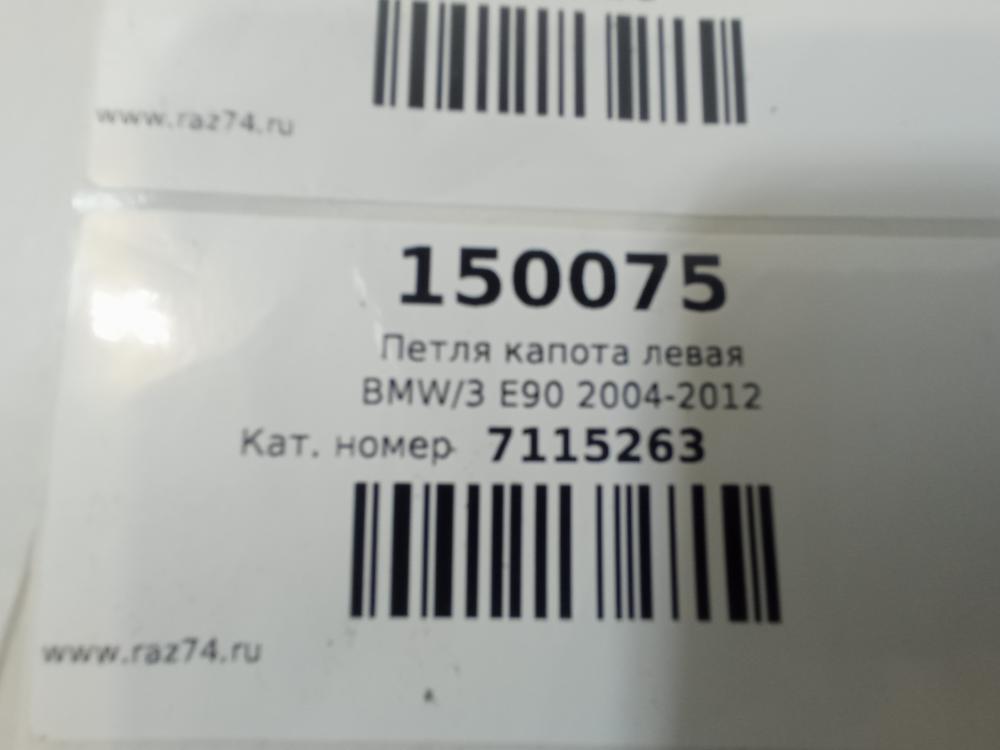 www.raz74.ru
150075
Петля капота левая
BMW/3 E90 2004-2012
Кат. номер 7115263
www.raz74.ru